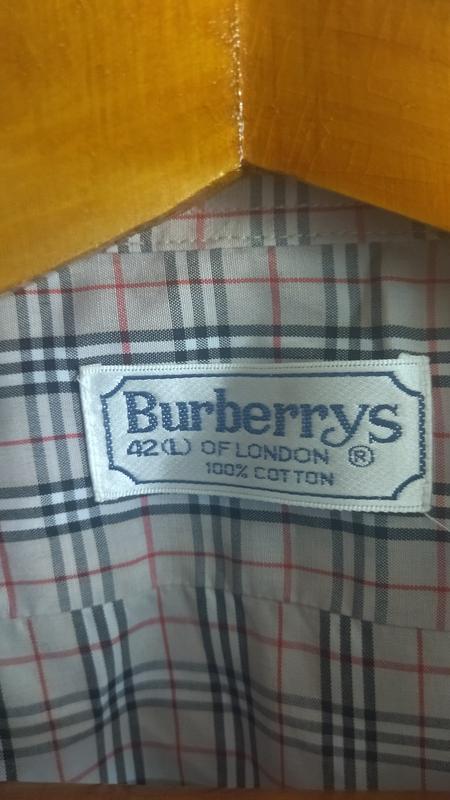 Burberrys
42(L) OF LONDON ®
100% COTTON